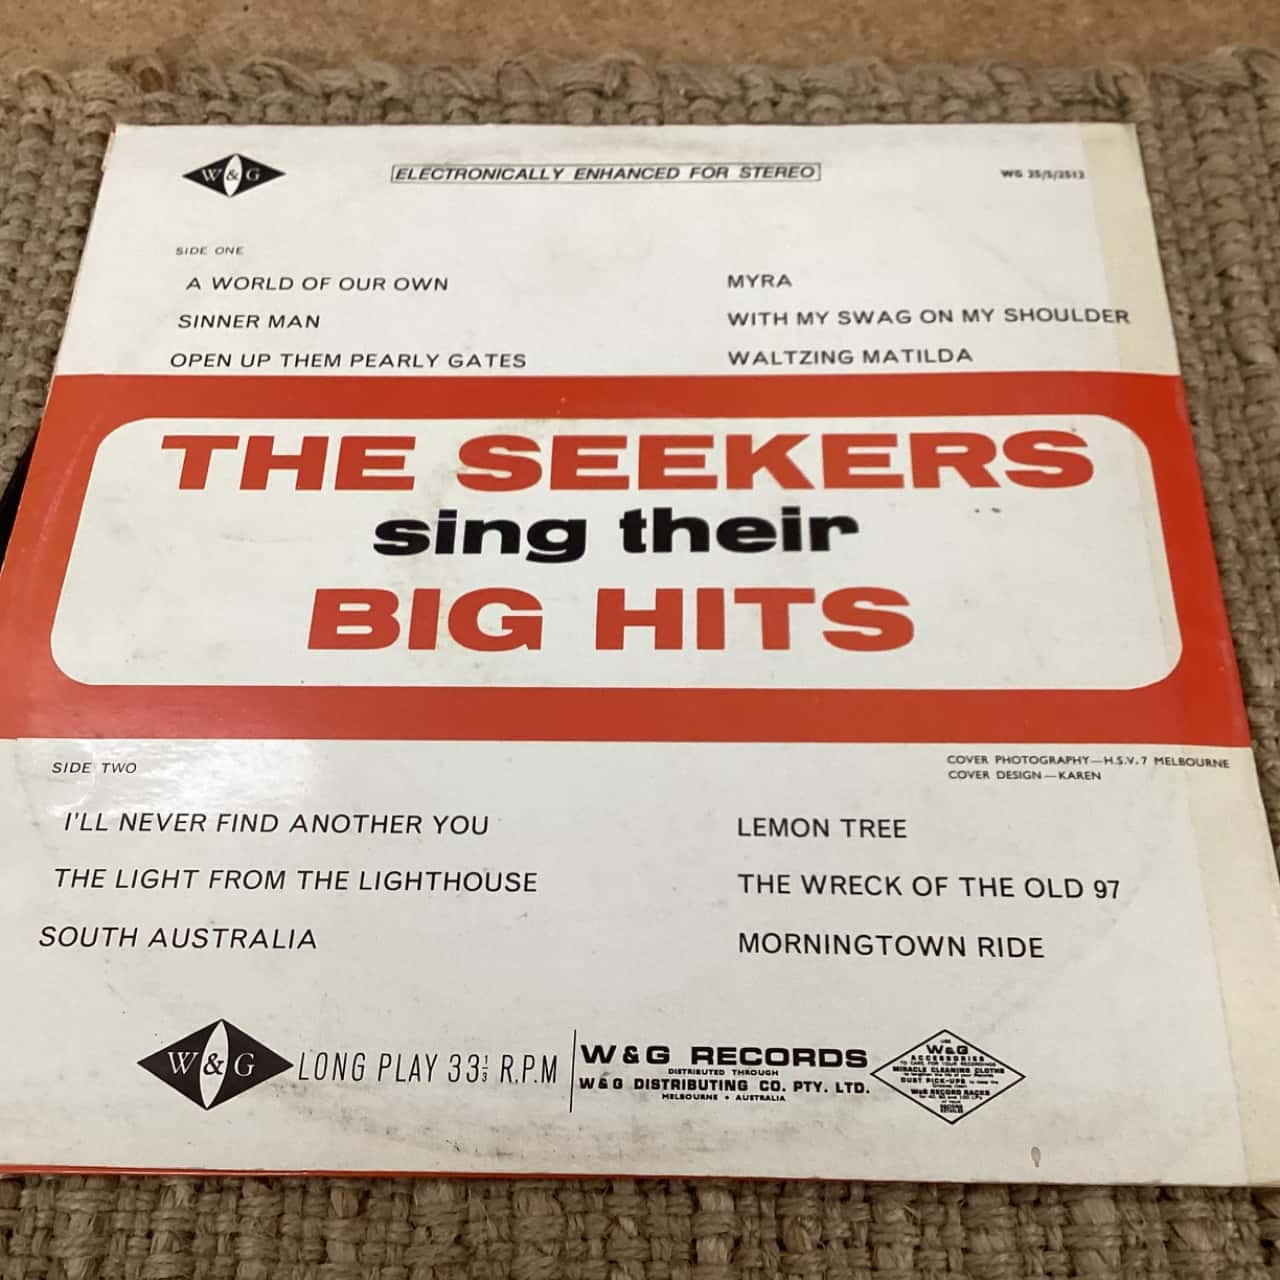 W & G
ELECTRONICALLY ENHANCED FOR STEREO
WG 25/S/2512
SIDE ONE
A WORLD OF OUR OWN
SINNER MAN
OPEN UP THEM PEARLY GATES
MYRA
WITH MY SWAG ON MY SHOULDER
WALTZING MATILDA
THE SEEKERS
sing their
BIG HITS
SIDE TWO
COVER PHOTOGRAPHY—H.S.V. 7 MELBOURNE
COVER DESIGN—KAREN
I'LL NEVER FIND ANOTHER YOU
THE LIGHT FROM THE LIGHTHOUSE
SOUTH AUSTRALIA
LEMON TREE
THE WRECK OF THE OLD 97
MORNINGTOWN RIDE
W & G
LONG PLAY 33⅓ R.P.M
W & G RECORDS
DISTRIBUTED THROUGH
W & G DISTRIBUTING CO. PTY. LTD.
MELBOURNE • AUSTRALIA
USE
W&G
ACCESSORIES
MIRACLE CLEANING CLOTHS
DUST PICK-UPS
W&G RECORD RACKS